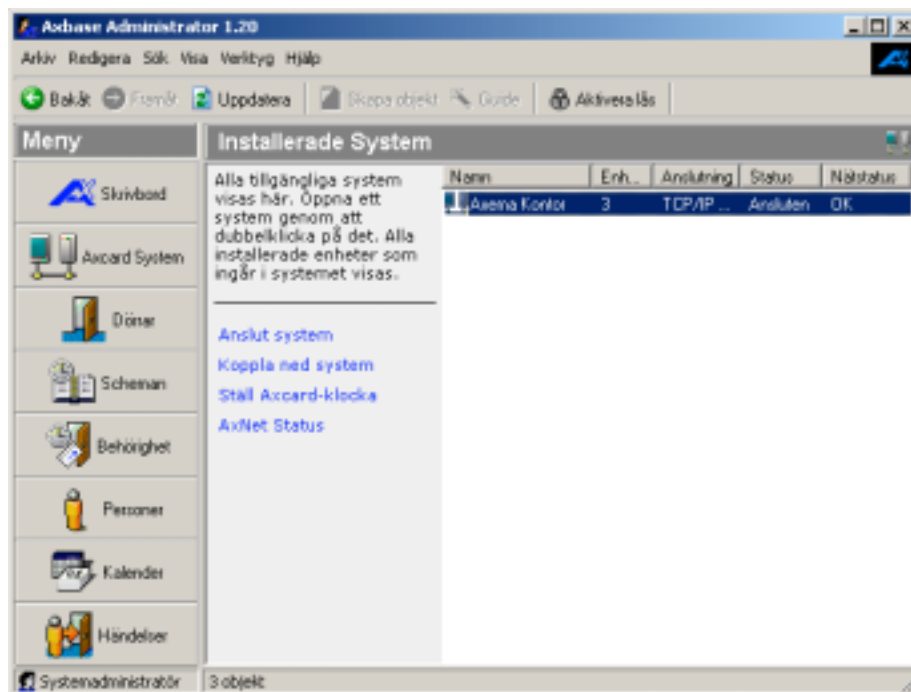 Axbase Administrator 1.20
Arkiv Redigera Sök Visa Verktyg Hjälp
Bakåt Framåt Uppdatera Skapa objekt Guide Aktivera lås
Meny
Installerade System
Skrivbord
Axcard System
Dörrar
Scheman
Behörighet
Personer
Kalender
Händelser
Alla tillgängliga system
visas här. Öppna ett
system genom att
dubbelklicka på det. Alla
installerade enheter som
ingår i systemet visas.
Anslut system
Koppla ned system
Ställ Axcard-klocka
AxNet Status
Namn Enh... Anslutning Status Nätstatus
Axema Kontor 3 TCP/IP ... Ansluten OK
Systemadministratör 3 objekt